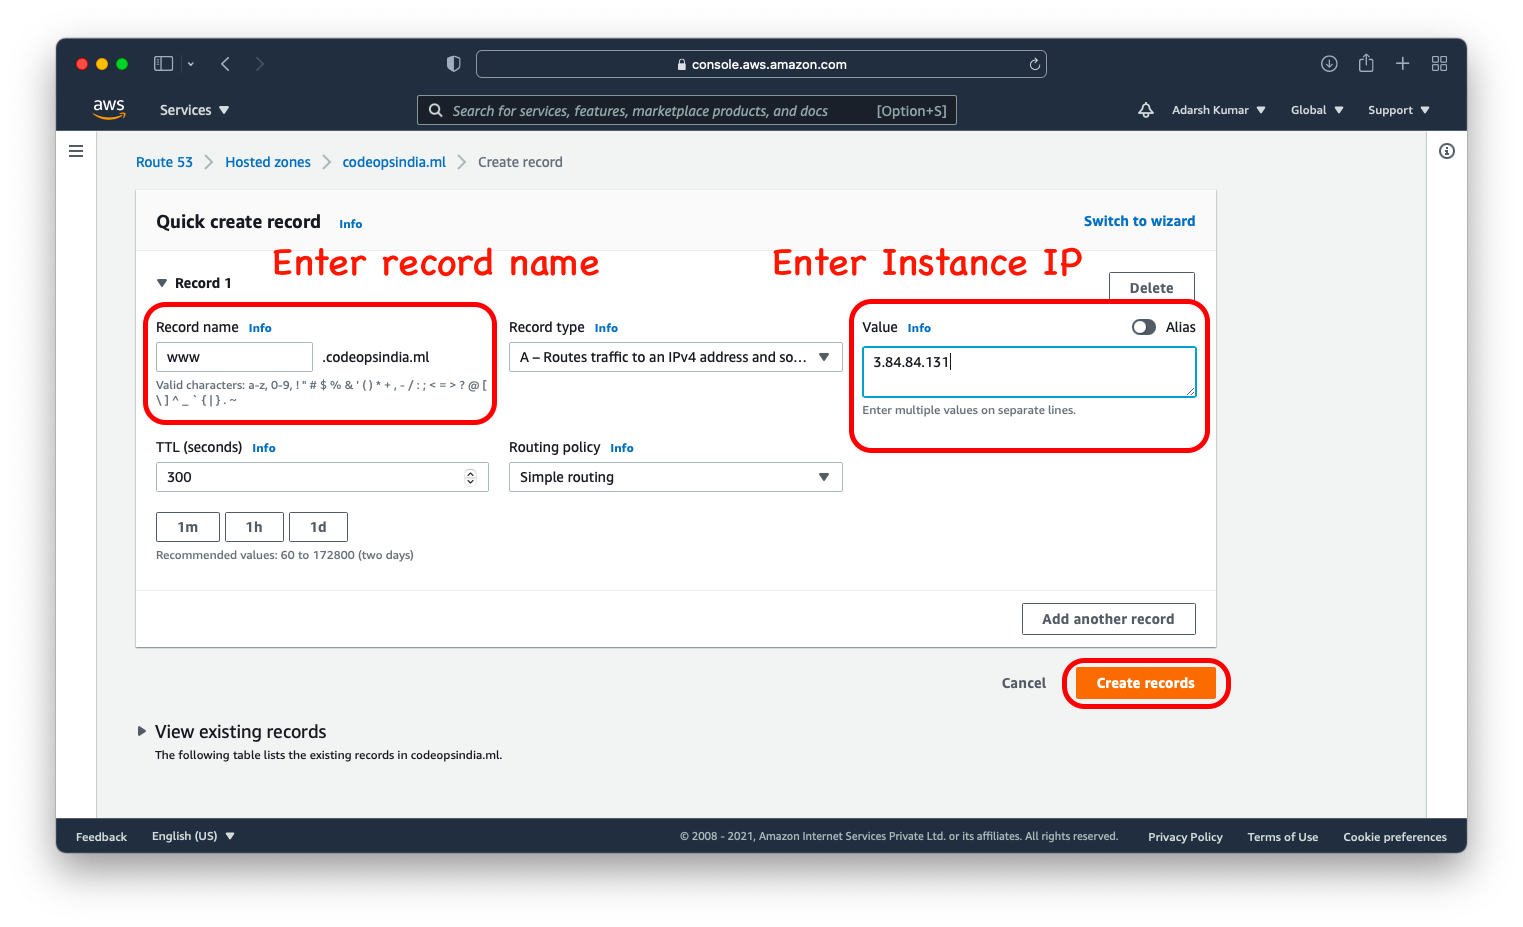 console.aws.amazon.com
aws
Services
Search for services, features, marketplace products, and docs
[Option+S]
Adarsh Kumar
Global
Support
Route 53
Hosted zones
codeopsindia.ml
Create record
Quick create record
Info
Switch to wizard
Enter record name
Enter Instance IP
Record 1
Delete
Record name Info
Record type Info
Value Info
Alias
www
.codeopsindia.ml
A – Routes traffic to an IPv4 address and so...
3.84.84.131
Valid characters: a-z, 0-9, ! " # $ % & ' ( ) * + , - / : ; < = > ? @ [
\ ] ^ _ ` { | } . ~
Enter multiple values on separate lines.
TTL (seconds) Info
Routing policy Info
300
Simple routing
1m
1h
1d
Recommended values: 60 to 172800 (two days)
Add another record
Cancel
Create records
View existing records
The following table lists the existing records in codeopsindia.ml.
Feedback
English (US)
© 2008 - 2021, Amazon Internet Services Private Ltd. or its affiliates. All rights reserved.
Privacy Policy
Terms of Use
Cookie preferences